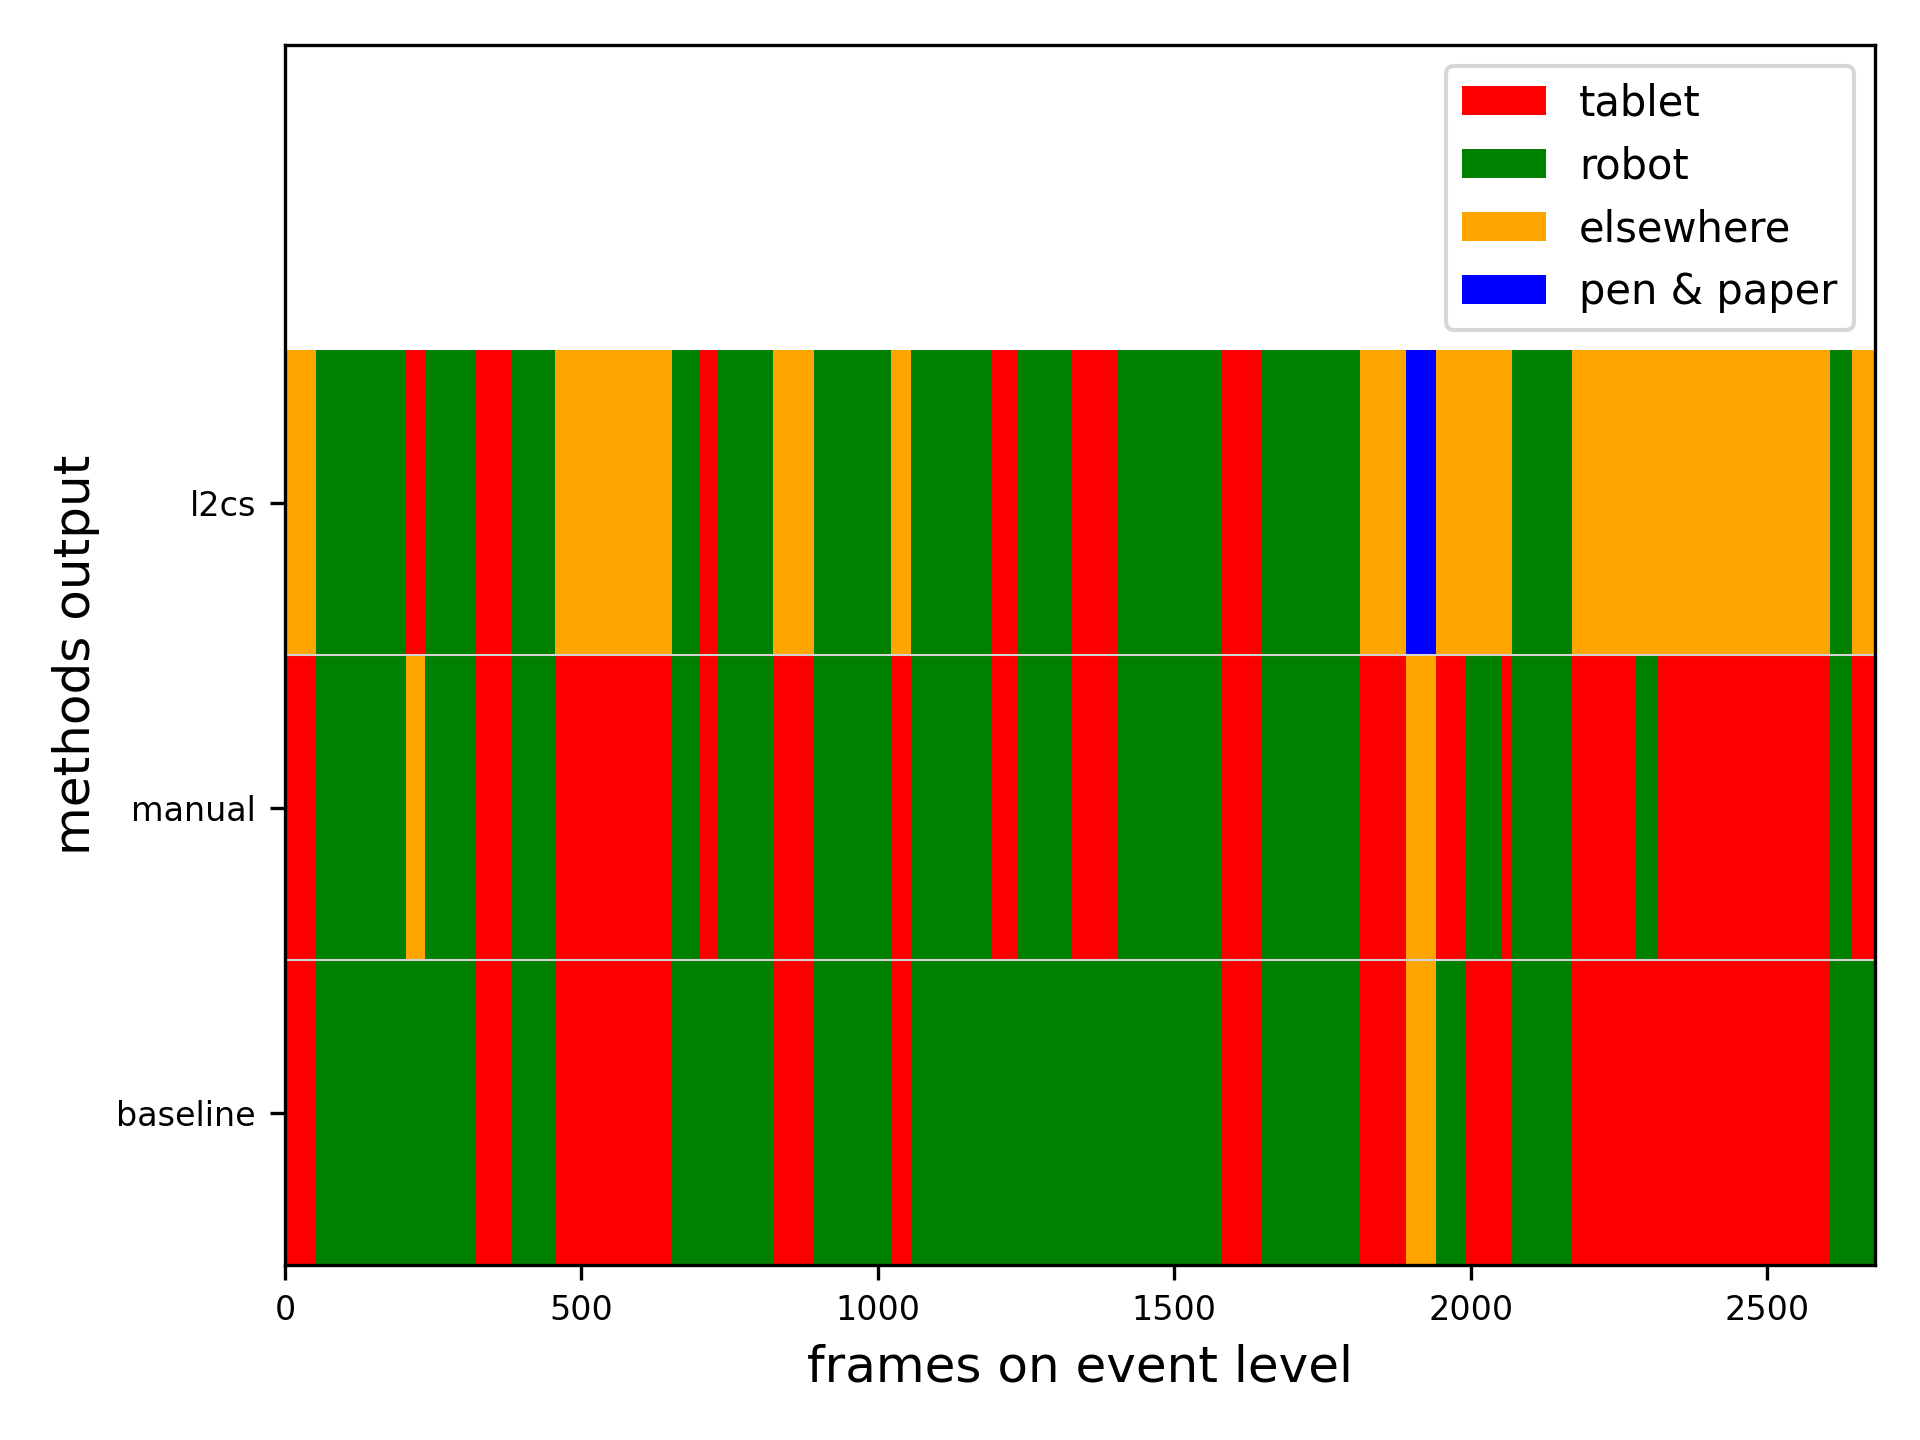 tablet
robot
elsewhere
pen & paper
methods output
l2cs
manual
baseline
0 500 1000 1500 2000 2500
frames on event level